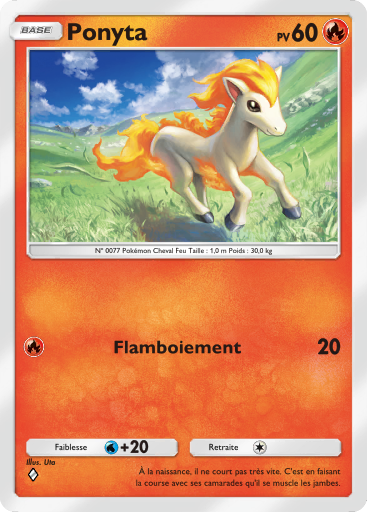 BASE Ponyta PV 60
N° 0077 Pokémon Cheval Feu Taille : 1,0 m Poids : 30,0 kg
Flamboiement 20
Faiblesse +20 Retraite
Illus. Uta
À la naissance, il ne court pas très vite. C'est en faisant
la course avec ses camarades qu'il se muscle les jambes.